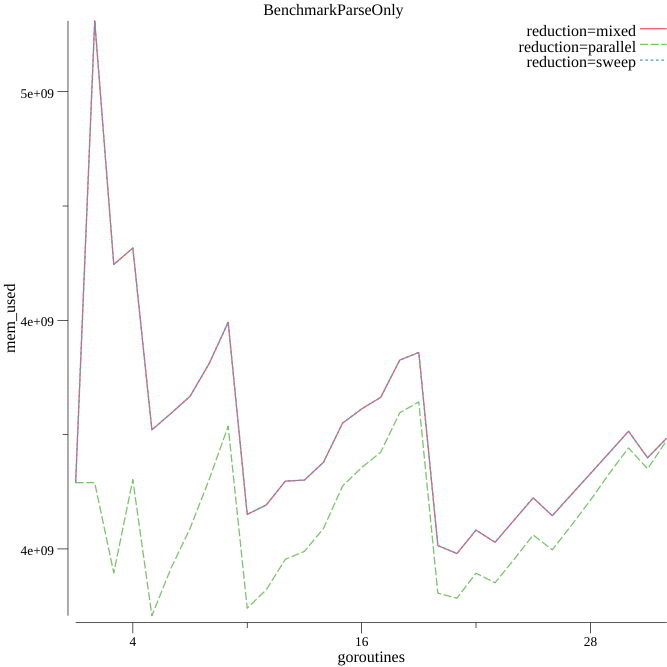 BenchmarkParseOnly
reduction=mixed
reduction=parallel
reduction=sweep
5e+09
4e+09
4e+09
mem_used
4
16
28
goroutines